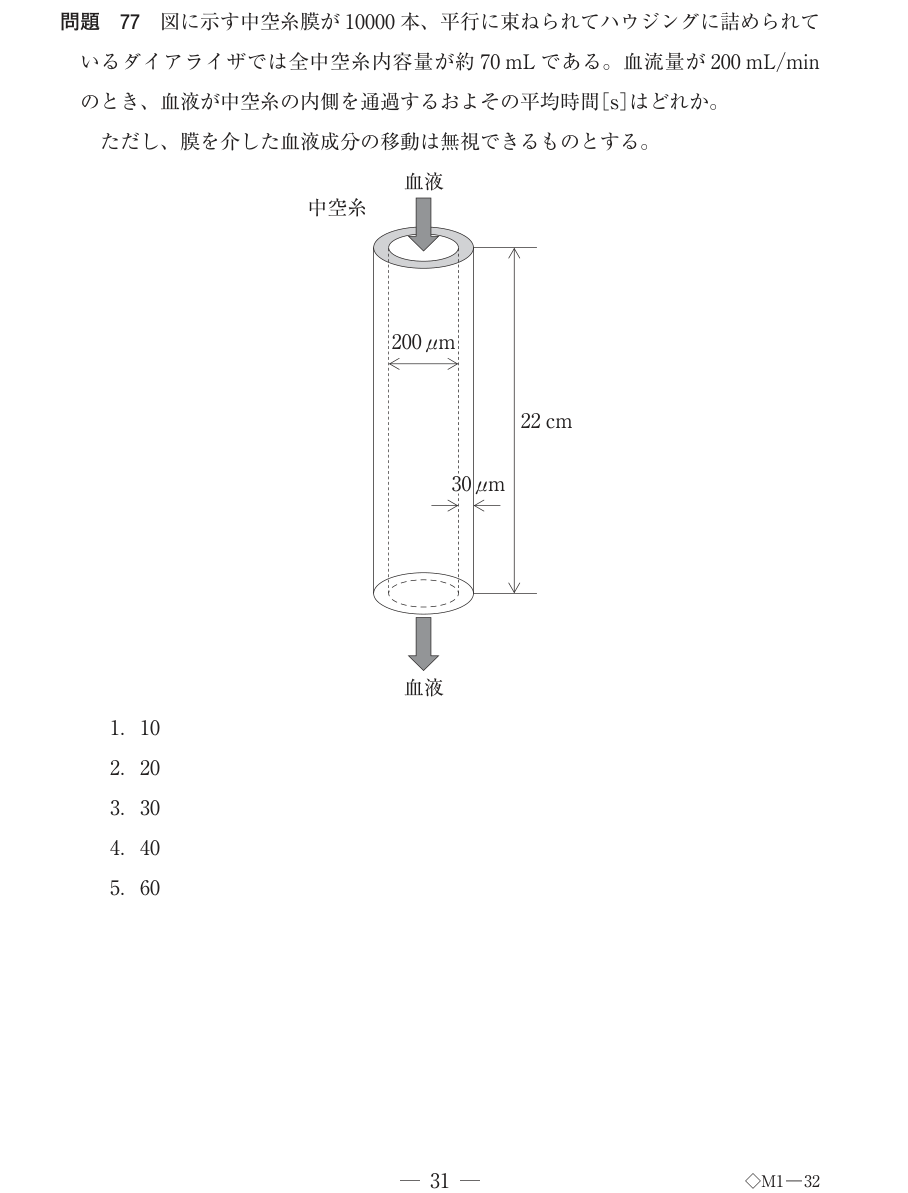 問題 77 図に示す中空糸膜が 10000 本、平行に束ねられてハウジングに詰められて
いるダイアライザでは全中空糸内容量が約 70 mL である。血流量が 200 mL/min
のとき、血液が中空糸の内側を通過するおよその平均時間[s]はどれか。
ただし、膜を介した血液成分の移動は無視できるものとする。
血液
中空糸
200 μm
22 cm
30 μm
血液
1. 10
2. 20
3. 30
4. 40
5. 60
― 31 ―
◇M1―32